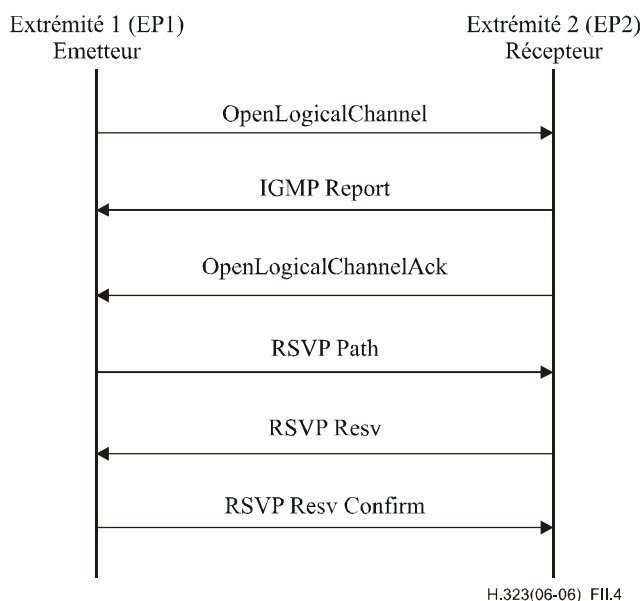 Extrémité 1 (EP1)
Emetteur
Extrémité 2 (EP2)
Récepteur
OpenLogicalChannel
IGMP Report
OpenLogicalChannelAck
RSVP Path
RSVP Resv
RSVP Resv Confirm
H.323(06-06)_FII.4